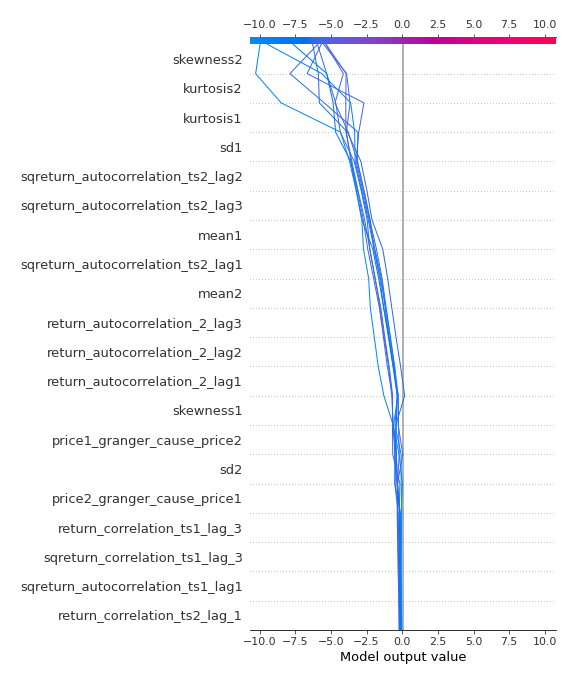 −10.0 −7.5 −5.0 −2.5 0.0 2.5 5.0 7.5 10.0
skewness2
kurtosis2
kurtosis1
sd1
sqreturn_autocorrelation_ts2_lag2
sqreturn_autocorrelation_ts2_lag3
mean1
sqreturn_autocorrelation_ts2_lag1
mean2
return_autocorrelation_2_lag3
return_autocorrelation_2_lag2
return_autocorrelation_2_lag1
skewness1
price1_granger_cause_price2
sd2
price2_granger_cause_price1
return_correlation_ts1_lag_3
sqreturn_correlation_ts1_lag_3
sqreturn_autocorrelation_ts1_lag1
return_correlation_ts2_lag_1
−10.0 −7.5 −5.0 −2.5 0.0 2.5 5.0 7.5 10.0
Model output value